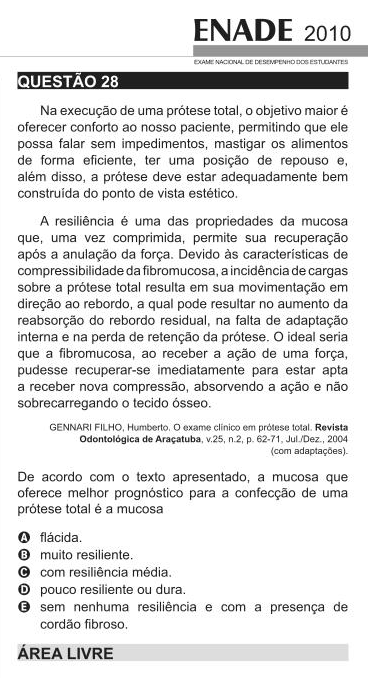 ENADE 2010
EXAME NACIONAL DE DESEMPENHO DOS ESTUDANTES
QUESTÃO 28
Na execução de uma prótese total, o objetivo maior é
oferecer conforto ao nosso paciente, permitindo que ele
possa falar sem impedimentos, mastigar os alimentos
de forma eficiente, ter uma posição de repouso e,
além disso, a prótese deve estar adequadamente bem
construída do ponto de vista estético.
A resiliência é uma das propriedades da mucosa
que, uma vez comprimida, permite sua recuperação
após a anulação da força. Devido às características de
compressibilidade da fibromucosa, a incidência de cargas
sobre a prótese total resulta em sua movimentação em
direção ao rebordo, a qual pode resultar no aumento da
reabsorção do rebordo residual, na falta de adaptação
interna e na perda de retenção da prótese. O ideal seria
que a fibromucosa, ao receber a ação de uma força,
pudesse recuperar-se imediatamente para estar apta
a receber nova compressão, absorvendo a ação e não
sobrecarregando o tecido ósseo.
GENNARI FILHO, Humberto. O exame clínico em prótese total. Revista
Odontológica de Araçatuba, v.25, n.2, p. 62-71, Jul./Dez., 2004
(com adaptações).
De acordo com o texto apresentado, a mucosa que
oferece melhor prognóstico para a confecção de uma
prótese total é a mucosa
A flácida.
B muito resiliente.
C com resiliência média.
D pouco resiliente ou dura.
E sem nenhuma resiliência e com a presença de
cordão fibroso.
ÁREA LIVRE